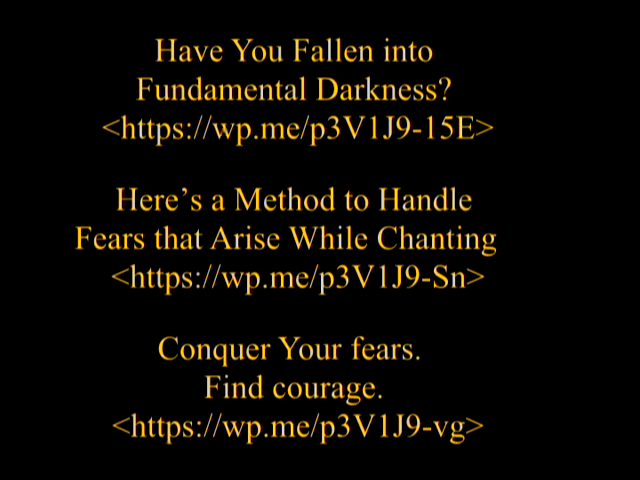 Have You Fallen into
Fundamental Darkness?
<https://wp.me/p3V1J9-15E>
Here’s a Method to Handle
Fears that Arise While Chanting
<https://wp.me/p3V1J9-Sn>
Conquer Your fears.
Find courage.
<https://wp.me/p3V1J9-vg>